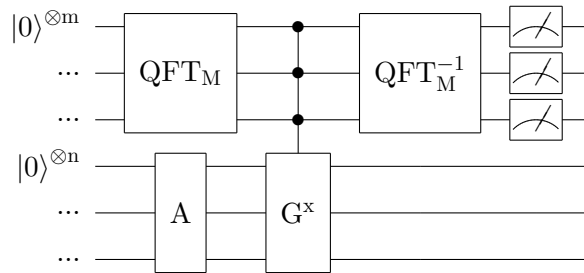 |0⟩^{⊗m}
... QFT_M QFT_M^{-1}
...
|0⟩^{⊗n}
... A G^x
...